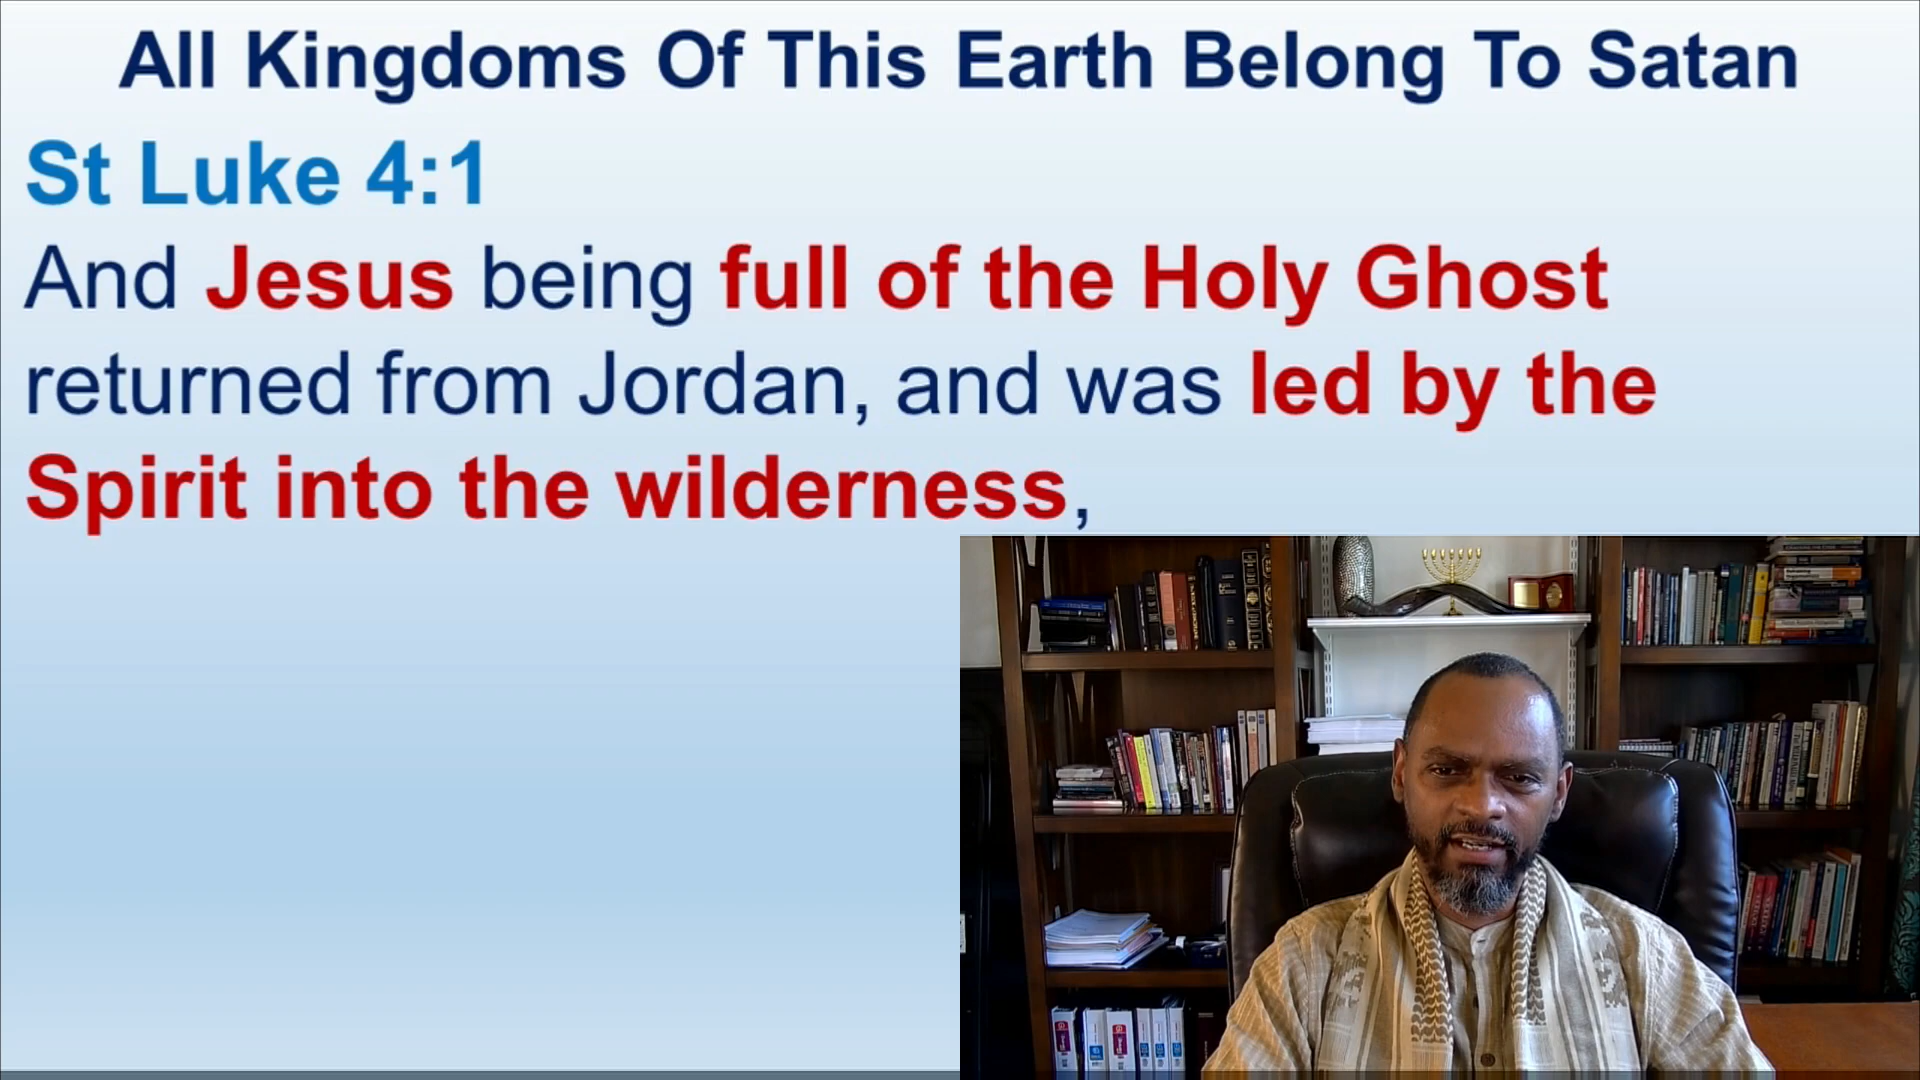 All Kingdoms Of This Earth Belong To Satan
St Luke 4:1
And Jesus being full of the Holy Ghost
returned from Jordan, and was led by the
Spirit into the wilderness,